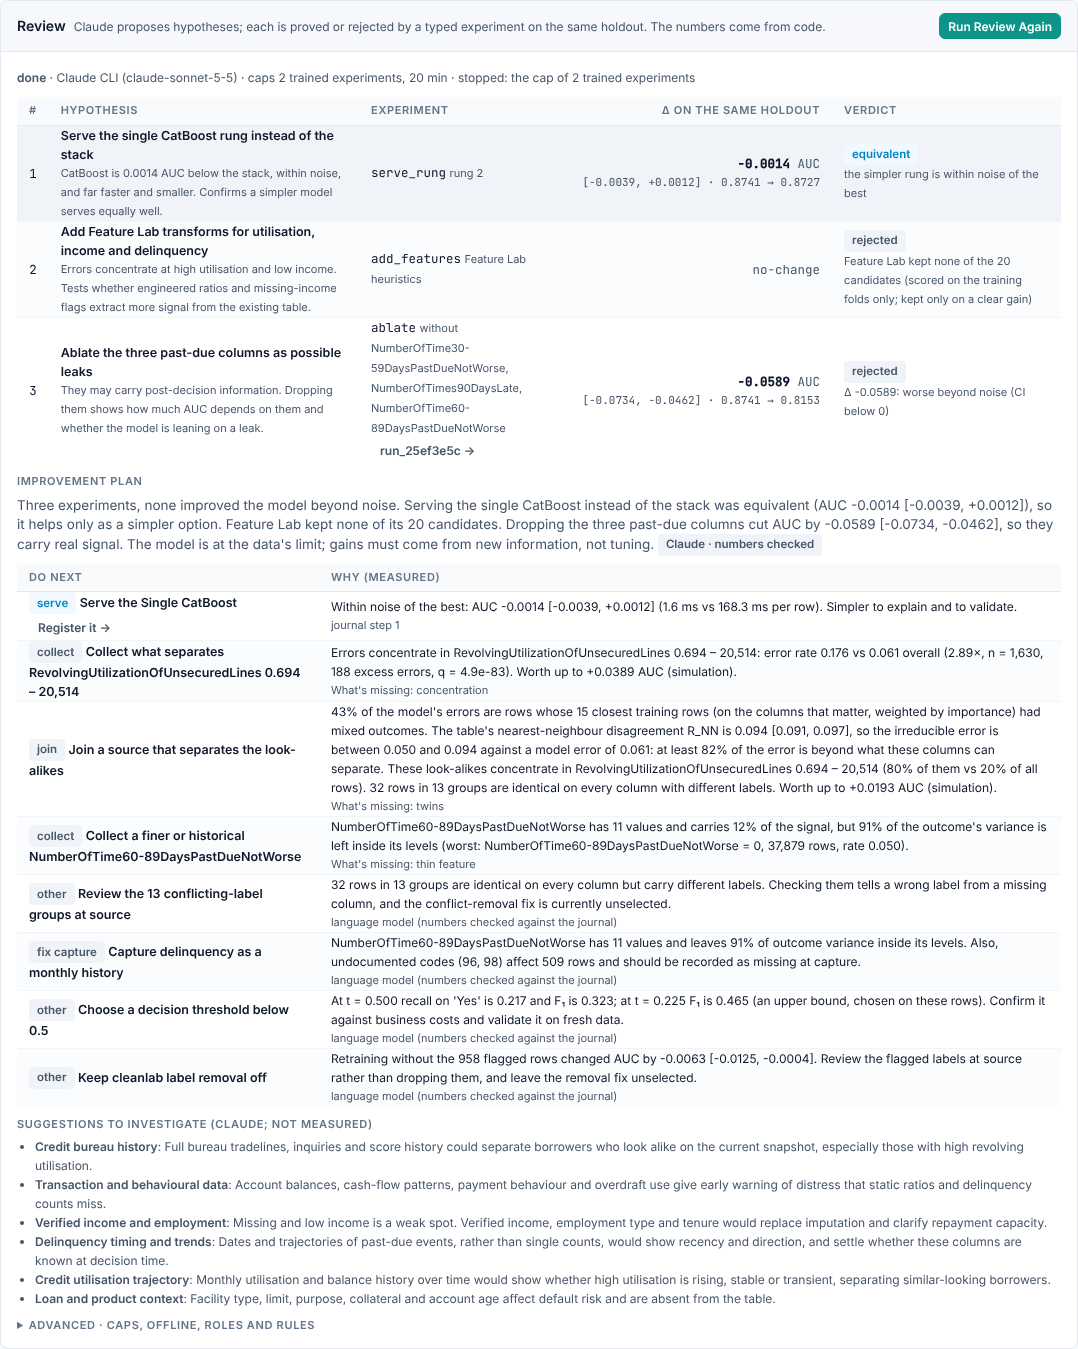 Review Claude proposes hypotheses; each is proved or rejected by a typed experiment on the same holdout. The numbers come from code.
Run Review Again
done · Claude CLI (claude-sonnet-5-5) · caps 2 trained experiments, 20 min · stopped: the cap of 2 trained experiments
# HYPOTHESIS EXPERIMENT Δ ON THE SAME HOLDOUT VERDICT
1
Serve the single CatBoost rung instead of the
stack
CatBoost is 0.0014 AUC below the stack, within noise,
and far faster and smaller. Confirms a simpler model
serves equally well.
serve_rung rung 2
-0.0014 AUC
[-0.0039, +0.0012] · 0.8741 → 0.8727
equivalent
the simpler rung is within noise of the
best
2
Add Feature Lab transforms for utilisation,
income and delinquency
Errors concentrate at high utilisation and low income.
Tests whether engineered ratios and missing-income
flags extract more signal from the existing table.
add_features Feature Lab
heuristics
no-change
rejected
Feature Lab kept none of the 20
candidates (scored on the training
folds only; kept only on a clear gain)
3
Ablate the three past-due columns as possible
leaks
They may carry post-decision information. Dropping
them shows how much AUC depends on them and
whether the model is leaning on a leak.
ablate without
NumberOfTime30-
59DaysPastDueNotWorse,
NumberOfTimes90DaysLate,
NumberOfTime60-
89DaysPastDueNotWorse
run_25ef3e5c →
-0.0589 AUC
[-0.0734, -0.0462] · 0.8741 → 0.8153
rejected
Δ -0.0589: worse beyond noise (CI
below 0)
IMPROVEMENT PLAN
Three experiments, none improved the model beyond noise. Serving the single CatBoost instead of the stack was equivalent (AUC -0.0014 [-0.0039, +0.0012]), so
it helps only as a simpler option. Feature Lab kept none of its 20 candidates. Dropping the three past-due columns cut AUC by -0.0589 [-0.0734, -0.0462], so they
carry real signal. The model is at the data's limit; gains must come from new information, not tuning. Claude · numbers checked
DO NEXT WHY (MEASURED)
serve Serve the Single CatBoost
Register it →
Within noise of the best: AUC -0.0014 [-0.0039, +0.0012] (1.6 ms vs 168.3 ms per row). Simpler to explain and to validate.
journal step 1
collect Collect what separates
RevolvingUtilizationOfUnsecuredLines 0.694
– 20,514
Errors concentrate in RevolvingUtilizationOfUnsecuredLines 0.694 – 20,514: error rate 0.176 vs 0.061 overall (2.89×, n = 1,630,
188 excess errors, q = 4.9e-83). Worth up to +0.0389 AUC (simulation).
What's missing: concentration
join Join a source that separates the look-
alikes
43% of the model's errors are rows whose 15 closest training rows (on the columns that matter, weighted by importance) had
mixed outcomes. The table's nearest-neighbour disagreement R_NN is 0.094 [0.091, 0.097], so the irreducible error is
between 0.050 and 0.094 against a model error of 0.061: at least 82% of the error is beyond what these columns can
separate. These look-alikes concentrate in RevolvingUtilizationOfUnsecuredLines 0.694 – 20,514 (80% of them vs 20% of all
rows). 32 rows in 13 groups are identical on every column with different labels. Worth up to +0.0193 AUC (simulation).
What's missing: twins
collect Collect a finer or historical
NumberOfTime60-89DaysPastDueNotWorse
NumberOfTime60-89DaysPastDueNotWorse has 11 values and carries 12% of the signal, but 91% of the outcome's variance is
left inside its levels (worst: NumberOfTime60-89DaysPastDueNotWorse = 0, 37,879 rows, rate 0.050).
What's missing: thin feature
other Review the 13 conflicting-label
groups at source
32 rows in 13 groups are identical on every column but carry different labels. Checking them tells a wrong label from a missing
column, and the conflict-removal fix is currently unselected.
language model (numbers checked against the journal)
fix capture Capture delinquency as a
monthly history
NumberOfTime60-89DaysPastDueNotWorse has 11 values and leaves 91% of outcome variance inside its levels. Also,
undocumented codes (96, 98) affect 509 rows and should be recorded as missing at capture.
language model (numbers checked against the journal)
other Choose a decision threshold below
0.5
At t = 0.500 recall on 'Yes' is 0.217 and F₁ is 0.323; at t = 0.225 F₁ is 0.465 (an upper bound, chosen on these rows). Confirm it
against business costs and validate it on fresh data.
language model (numbers checked against the journal)
other Keep cleanlab label removal off
Retraining without the 958 flagged rows changed AUC by -0.0063 [-0.0125, -0.0004]. Review the flagged labels at source
rather than dropping them, and leave the removal fix unselected.
language model (numbers checked against the journal)
SUGGESTIONS TO INVESTIGATE (CLAUDE; NOT MEASURED)
• Credit bureau history: Full bureau tradelines, inquiries and score history could separate borrowers who look alike on the current snapshot, especially those with high revolving
utilisation.
• Transaction and behavioural data: Account balances, cash-flow patterns, payment behaviour and overdraft use give early warning of distress that static ratios and delinquency
counts miss.
• Verified income and employment: Missing and low income is a weak spot. Verified income, employment type and tenure would replace imputation and clarify repayment capacity.
• Delinquency timing and trends: Dates and trajectories of past-due events, rather than single counts, would show recency and direction, and settle whether these columns are
known at decision time.
• Credit utilisation trajectory: Monthly utilisation and balance history over time would show whether high utilisation is rising, stable or transient, separating similar-looking borrowers.
• Loan and product context: Facility type, limit, purpose, collateral and account age affect default risk and are absent from the table.
▸ ADVANCED · CAPS, OFFLINE, ROLES AND RULES